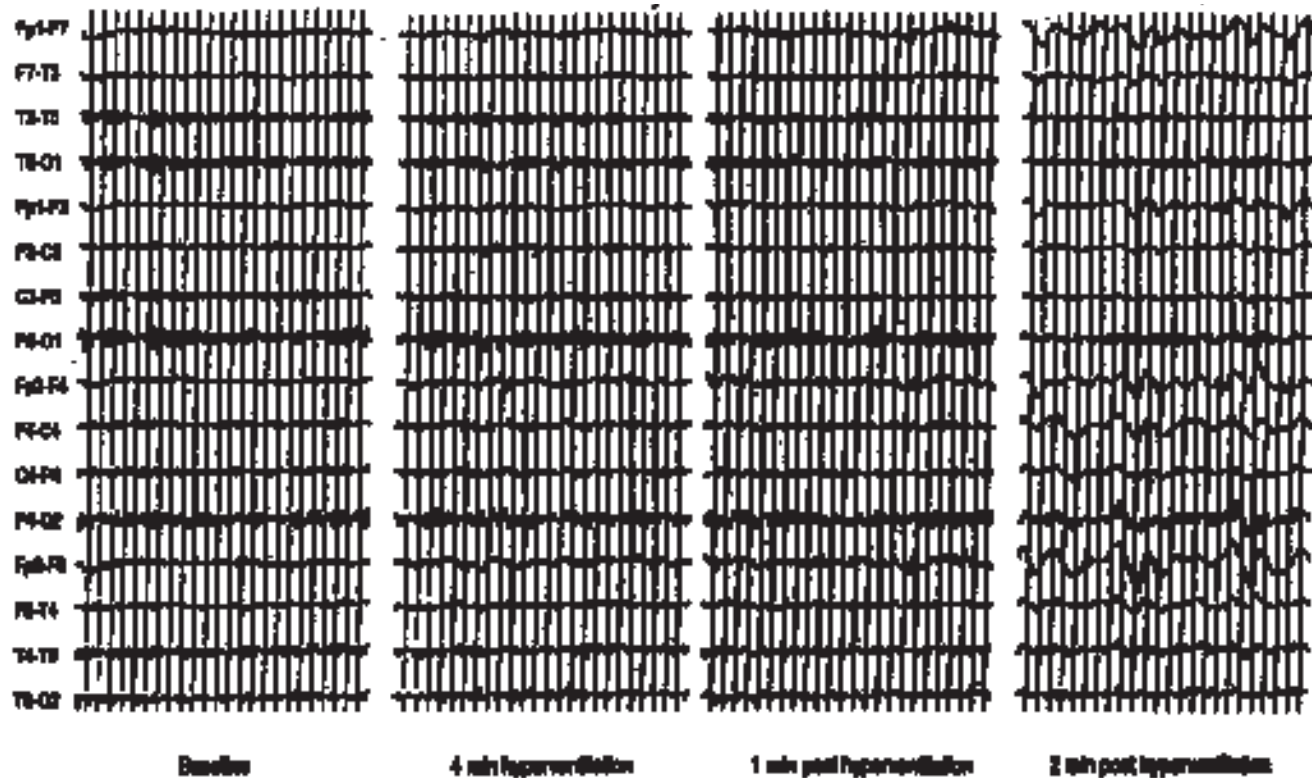 Fp1-F7
F7-T3
T3-T5
T5-O1
Fp1-F3
F3-C3
C3-P3
P3-O1
Fp2-F4
F4-C4
C4-P4
P4-O2
Fp2-F8
F8-T4
T4-T6
T6-O2
Baseline
4 min hyperventilation
1 min post hyperventilation
2 min post hyperventilation